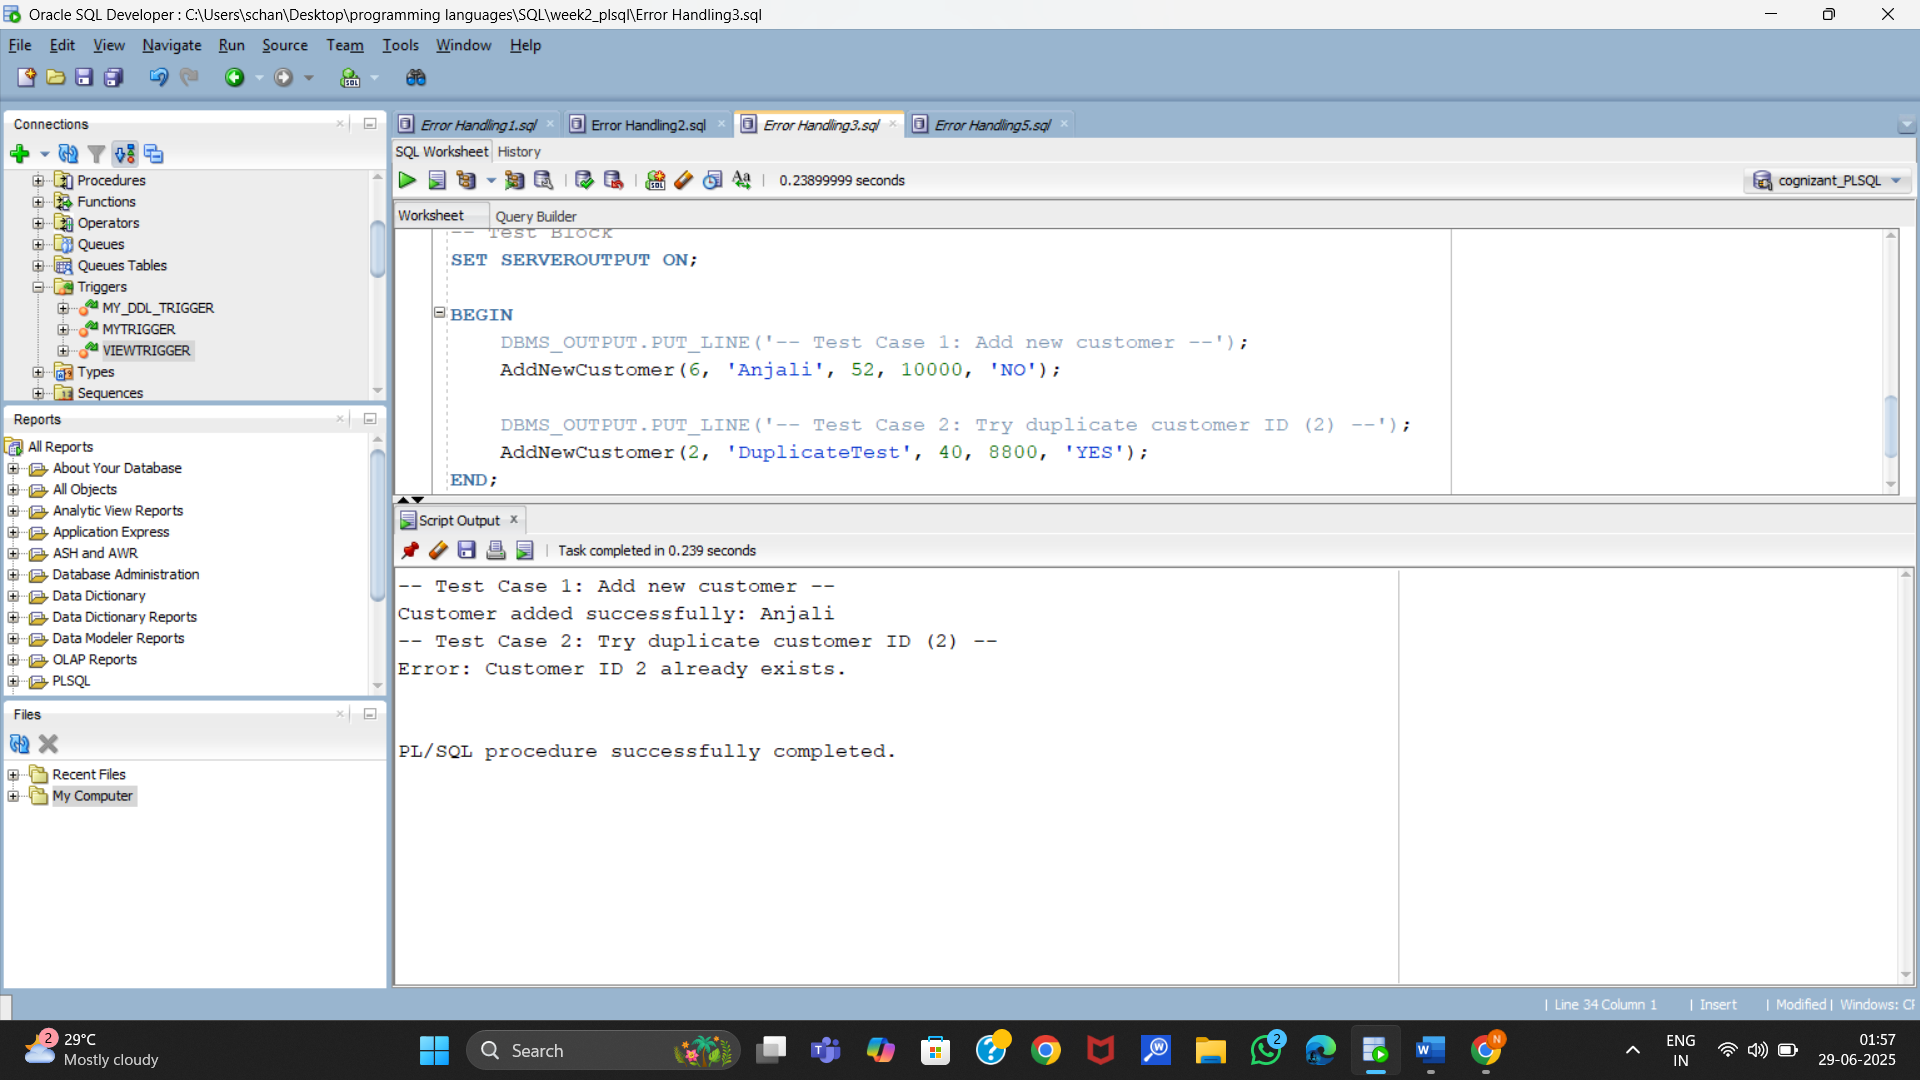 Oracle SQL Developer : C:\Users\schan\Desktop\programming languages\SQL\week2_plsql\Error Handling3.sql
File Edit View Navigate Run Source Team Tools Window Help
Connections
Procedures
Functions
Operators
Queues
Queues Tables
Triggers
MY_DDL_TRIGGER
MYTRIGGER
VIEWTRIGGER
Types
Sequences
Reports
All Reports
About Your Database
All Objects
Analytic View Reports
Application Express
ASH and AWR
Database Administration
Data Dictionary
Data Dictionary Reports
Data Modeler Reports
OLAP Reports
PLSQL
Files
Recent Files
My Computer
Error Handling1.sql Error Handling2.sql Error Handling3.sql Error Handling5.sql
SQL Worksheet History
0.23899999 seconds
cognizant_PLSQL
Worksheet Query Builder
-- Test Block
SET SERVEROUTPUT ON;
BEGIN
DBMS_OUTPUT.PUT_LINE('-- Test Case 1: Add new customer --');
AddNewCustomer(6, 'Anjali', 52, 10000, 'NO');
DBMS_OUTPUT.PUT_LINE('-- Test Case 2: Try duplicate customer ID (2) --');
AddNewCustomer(2, 'DuplicateTest', 40, 8800, 'YES');
END;
Script Output
Task completed in 0.239 seconds
-- Test Case 1: Add new customer --
Customer added successfully: Anjali
-- Test Case 2: Try duplicate customer ID (2) --
Error: Customer ID 2 already exists.
PL/SQL procedure successfully completed.
Line 34 Column 1 Insert Modified Windows:
2
29°C
Mostly cloudy
Search
2
N
ENG
IN
01:57
29-06-2025